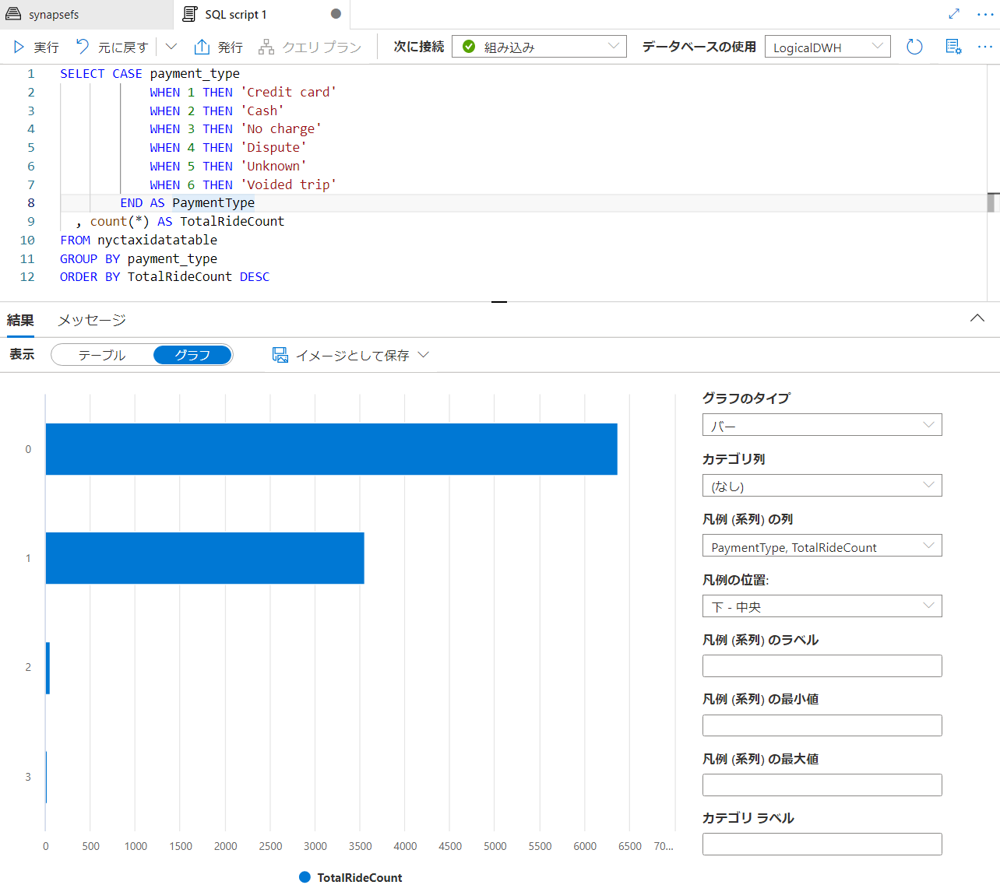 synapsefs
SQL script 1
実行
元に戻す
発行
クエリ プラン
次に接続
組み込み
データベースの使用
LogicalDWH
1 SELECT CASE payment_type
2 WHEN 1 THEN 'Credit card'
3 WHEN 2 THEN 'Cash'
4 WHEN 3 THEN 'No charge'
5 WHEN 4 THEN 'Dispute'
6 WHEN 5 THEN 'Unknown'
7 WHEN 6 THEN 'Voided trip'
8 END AS PaymentType
9 , count(*) AS TotalRideCount
10 FROM nyctaxidatatable
11 GROUP BY payment_type
12 ORDER BY TotalRideCount DESC
結果 メッセージ
表示 テーブル グラフ イメージとして保存
0
1
2
3
0 500 1000 1500 2000 2500 3000 3500 4000 4500 5000 5500 6000 6500 70...
TotalRideCount
グラフのタイプ
バー
カテゴリ列
(なし)
凡例 (系列) の列
PaymentType, TotalRideCount
凡例の位置:
下 - 中央
凡例 (系列) のラベル
凡例 (系列) の最小値
凡例 (系列) の最大値
カテゴリ ラベル